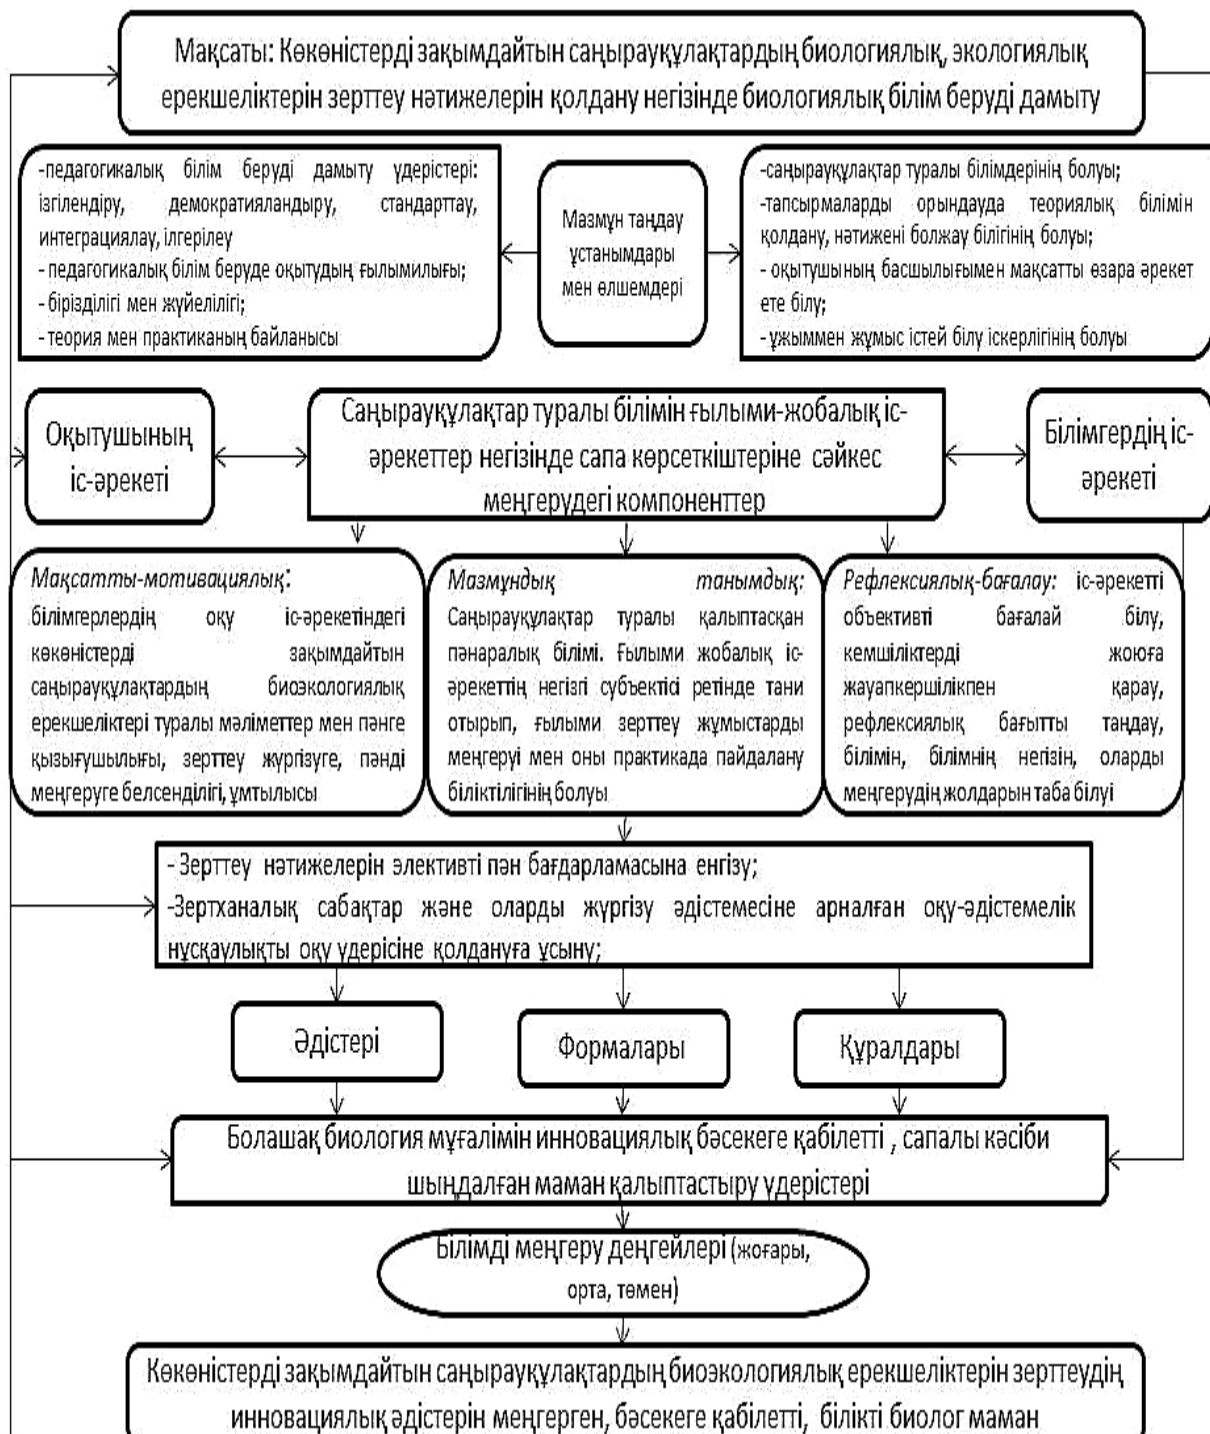 Мақсаты: Көкөністерді зақымдайтын саңырауқұлақтардың биологиялық, экологиялық
ерекшеліктерін зерттеу нәтижелерін қолдану негізінде биологиялық білім беруді дамыту
-педагогикалық білім беруді дамыту үдерістері:
ізгілендіру, демократияландыру, стандарттау,
интеграциялау, ілгерілеу
- педагогикалық білім беруде оқытудың ғылымилығы;
- бірізділігі мен жүйелілігі;
- теория мен практиканың байланысы
Мазмұн таңдау
ұстанымдары
мен өлшемдері
-саңырауқұлақтар туралы білімдерінің болуы;
-тапсырмаларды орындауда теориялық білімін
қолдану, нәтижені болжау білігінің болуы;
- оқытушының басшылығымен мақсатты өзара әрекет
ете білу;
- ұжыммен жұмыс істей білу іскерлігінің болуы
Оқытушының
іс-әрекеті
Саңырауқұлақтар туралы білімін ғылыми-жобалық іс-
әрекеттер негізінде сапа көрсеткіштеріне сәйкес
меңгерудегі компоненттер
Білімгердің іс-
әрекеті
Мақсатты-мотивациялық:
білімгерлердің оқу іс-әрекетіндегі
көкөністерді зақымдайтын
саңырауқұлақтардың биоэкологиялық
ерекшеліктері туралы мәліметтер мен пәнге
қызығушылығы, зерттеу жүргізуге, пәнді
меңгеруге белсенділігі, ұмтылысы
Мазмұндық танымдық:
Саңырауқұлақтар туралы қалыптасқан
пәнаралық білімі. Ғылыми жобалық іс-
әрекеттің негізгі субъектісі ретінде тани
отырып, ғылыми зерттеу жұмыстарды
меңгеруі мен оны практикада пайдалану
біліктілігінің болуы
Рефлексиялық-бағалау: іс-әрекетті
объективті бағалай білу,
кемшіліктерді жоюға
жауапкершілікпен қарау,
рефлексиялық бағытты таңдау,
білімін, білімнің негізін, оларды
меңгерудің жолдарын таба білуі
- Зерттеу нәтижелерін элективті пән бағдарламасына енгізу;
-Зертханалық сабақтар және оларды жүргізу әдістемесіне арналған оқу-әдістемелік
нұсқаулықты оқу үдерісіне қолдануға ұсыну;
Әдістері
Формалары
Құралдары
Болашақ биология мұғалімін инновациялық бәсекеге қабілетті , сапалы кәсіби
шыңдалған маман қалыптастыру үдерістері
Білімді меңгеру деңгейлері (жоғары,
орта, төмен)
Көкөністерді зақымдайтын саңырауқұлақтардың биоэкологиялық ерекшеліктерін зерттеудің
инновациялық әдістерін меңгерген, бәсекеге қабілетті, білікті биолог маман